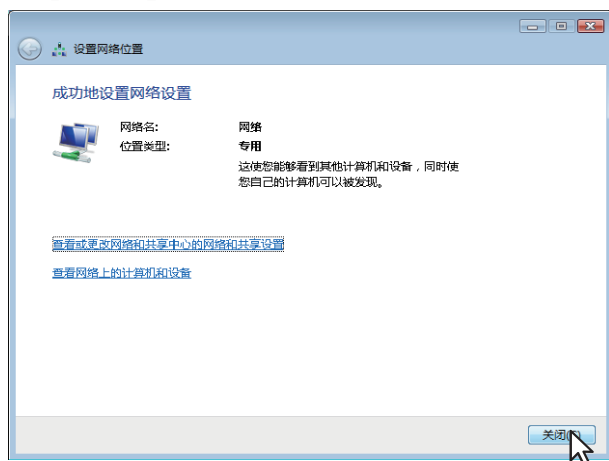 设置网络位置
成功地设置网络设置
网络名: 网络
位置类型: 专用
这使您能够看到其他计算机和设备，同时使
您自己的计算机可以被发现。
查看或更改网络和共享中心的网络和共享设置
查看网络上的计算机和设备
关闭